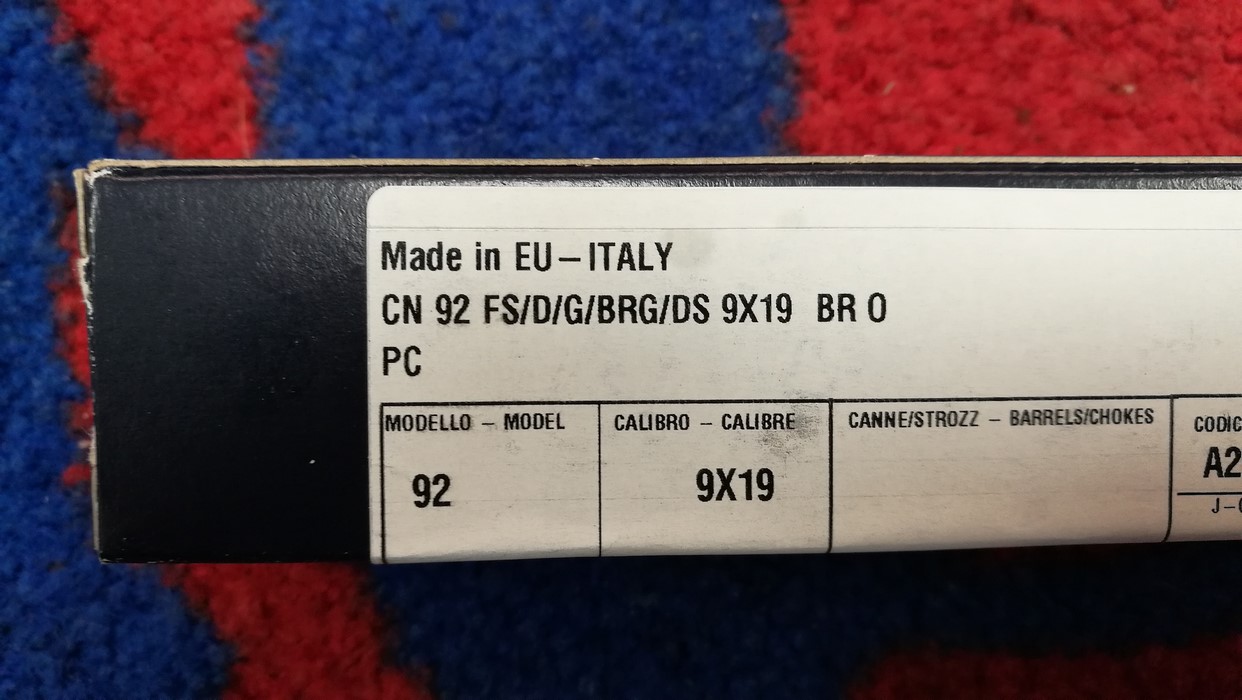 Made in EU-ITALY
CN 92 FS/D/G/BRG/DS 9X19 BR O
PC
MODELLO - MODEL
CALIBRO - CALIBRE
CANNE/STROZZ - BARRELS/CHOKES
CODIC
92
9X19
A2